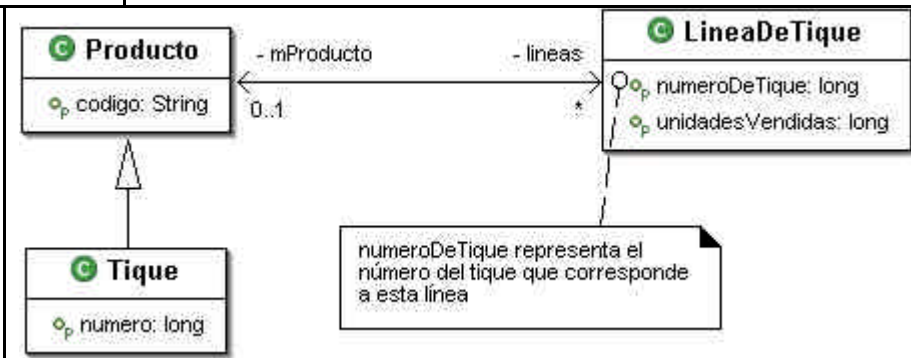 Producto
codigo: String
- mProducto
- lineas
0..1
*
LineaDeTique
numeroDeTique: long
unidadesVendidas: long
Tique
numero: long
numeroDeTique representa el
número del tique que corresponde
a esta línea